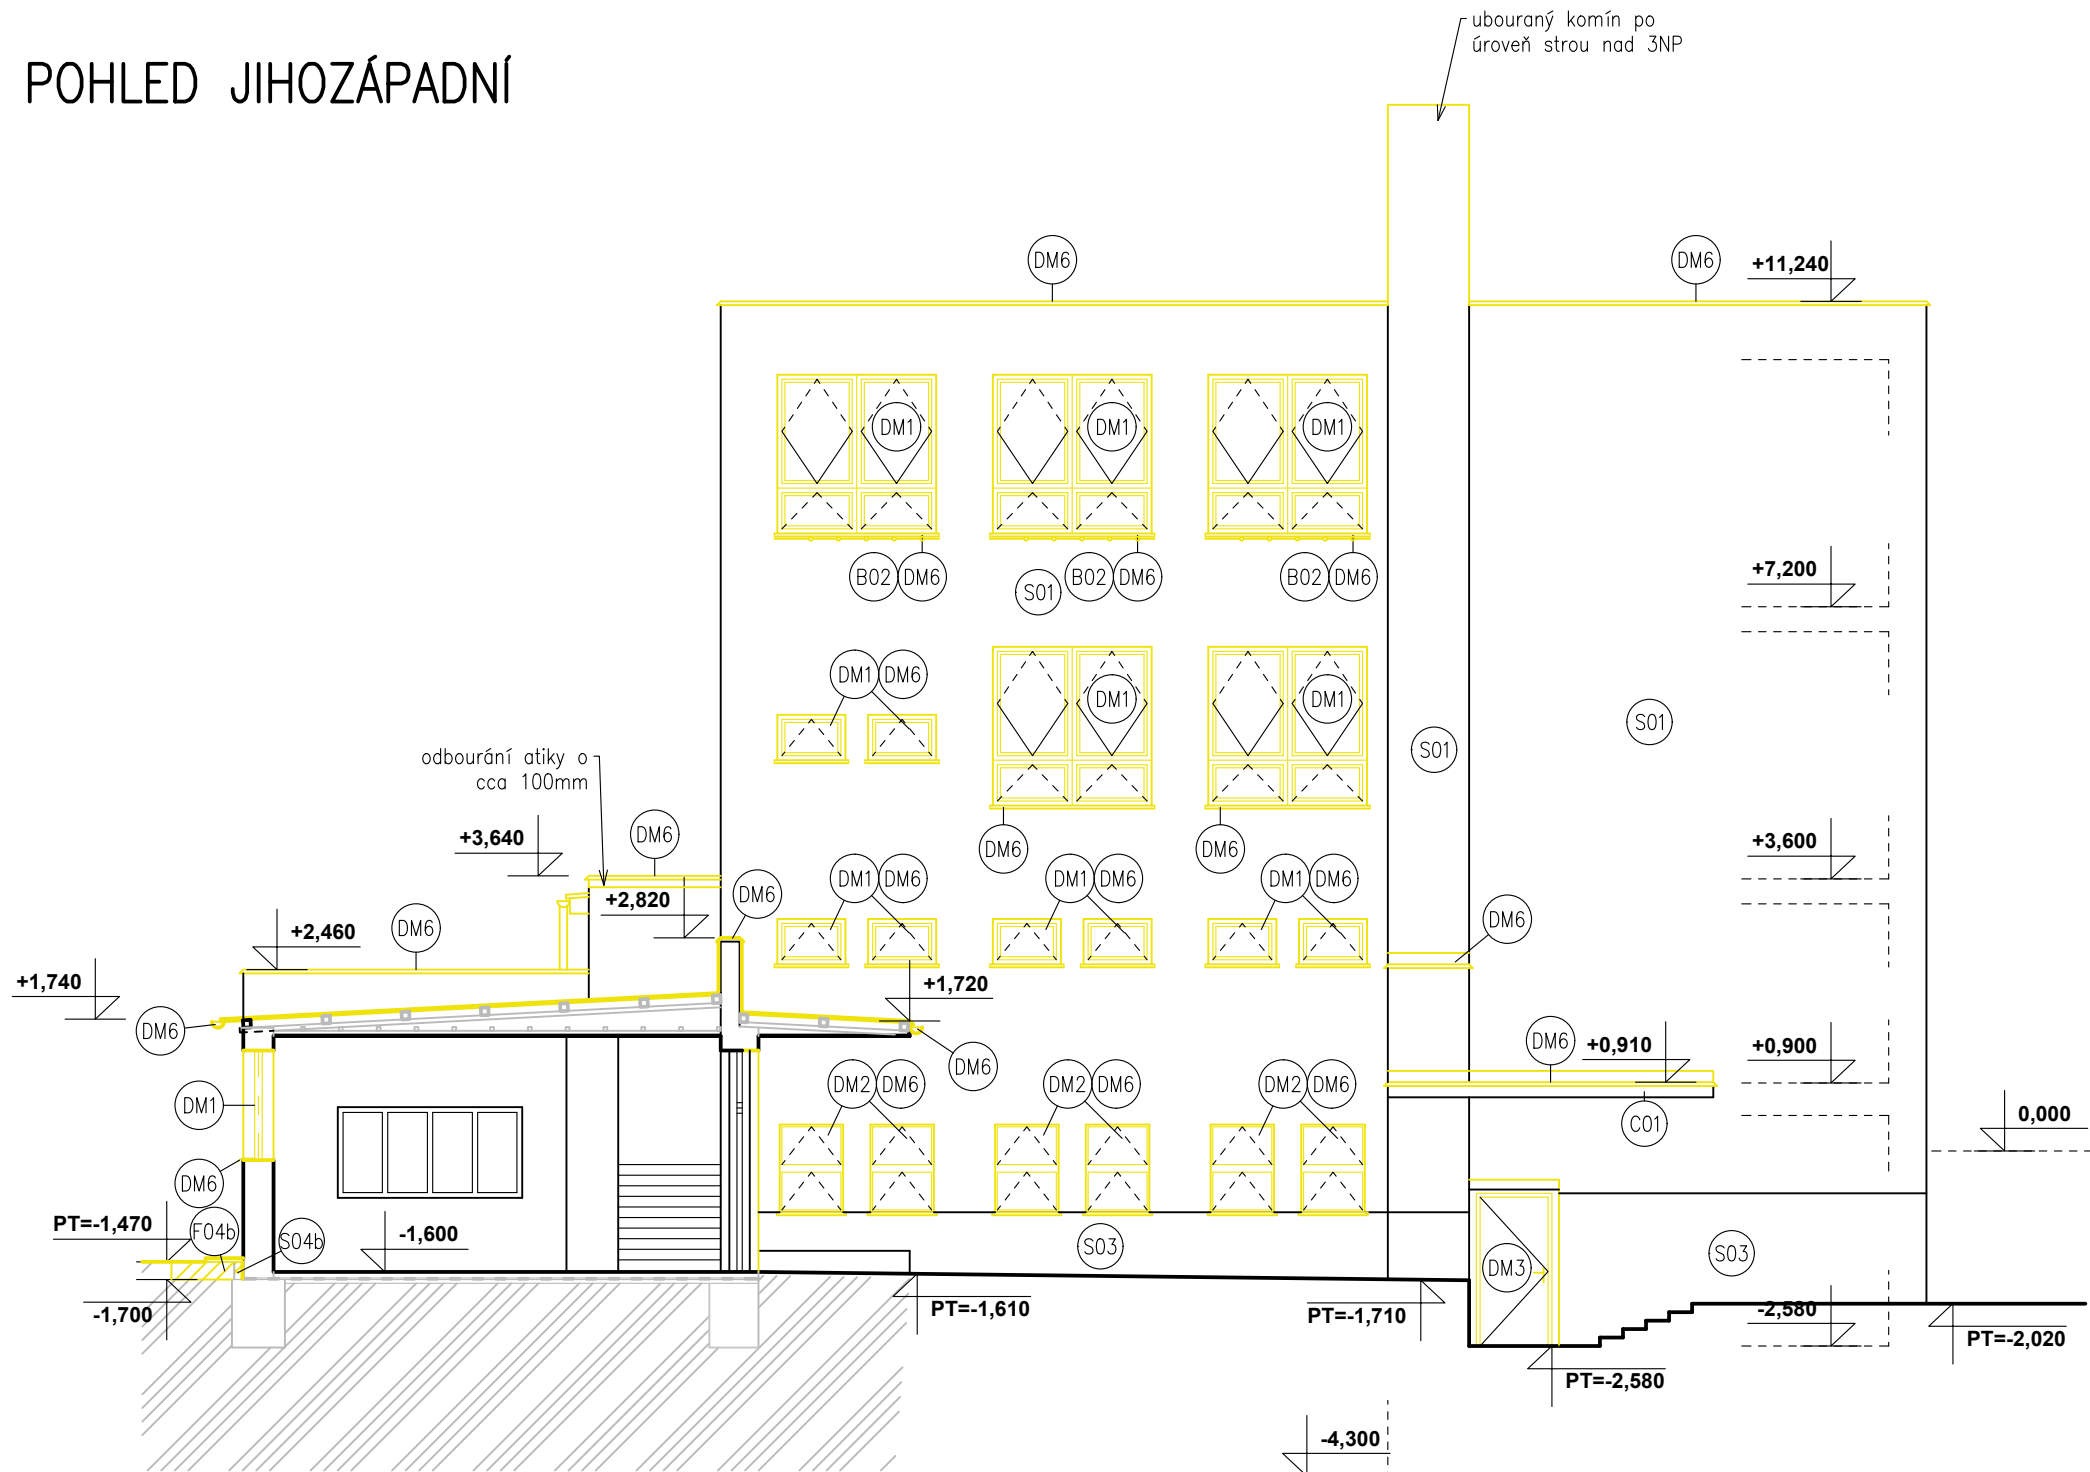 ubouraný komín po
úroveň strou nad 3NP
POHLED JIHOZÁPADNÍ
DM6
DM6
+11,240
DM1
DM1
DM1
B02 DM6
S01
B02 DM6
B02 DM6
+7,200
DM1 DM6
DM1
DM1
S01
S01
odbourání atiky o
cca 100mm
+3,640
DM6
DM6
DM6
+3,600
DM1 DM6
DM1 DM6
DM1 DM6
+2,820
DM6
+2,460
DM6
DM6
+1,740
+1,720
DM6
DM6
DM6
+0,910
+0,900
DM1
DM2 DM6
DM2 DM6
DM2 DM6
C01
0,000
DM6
PT=-1,470
F04b
S04b
-1,600
S03
DM3
S03
-1,700
PT=-1,610
PT=-1,710
-2,580
PT=-2,020
PT=-2,580
-4,300